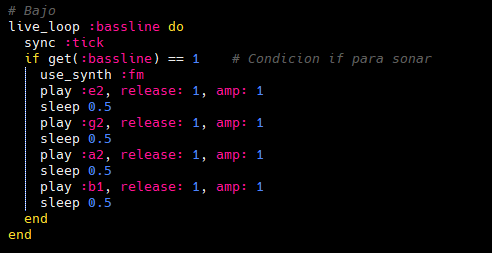 # Bajo
live_loop :bassline do
  sync :tick
  if get(:bassline) == 1    # Condicion if para sonar
    use_synth :fm
    play :e2, release: 1, amp: 1
    sleep 0.5
    play :g2, release: 1, amp: 1
    sleep 0.5
    play :a2, release: 1, amp: 1
    sleep 0.5
    play :b1, release: 1, amp: 1
    sleep 0.5
  end
end